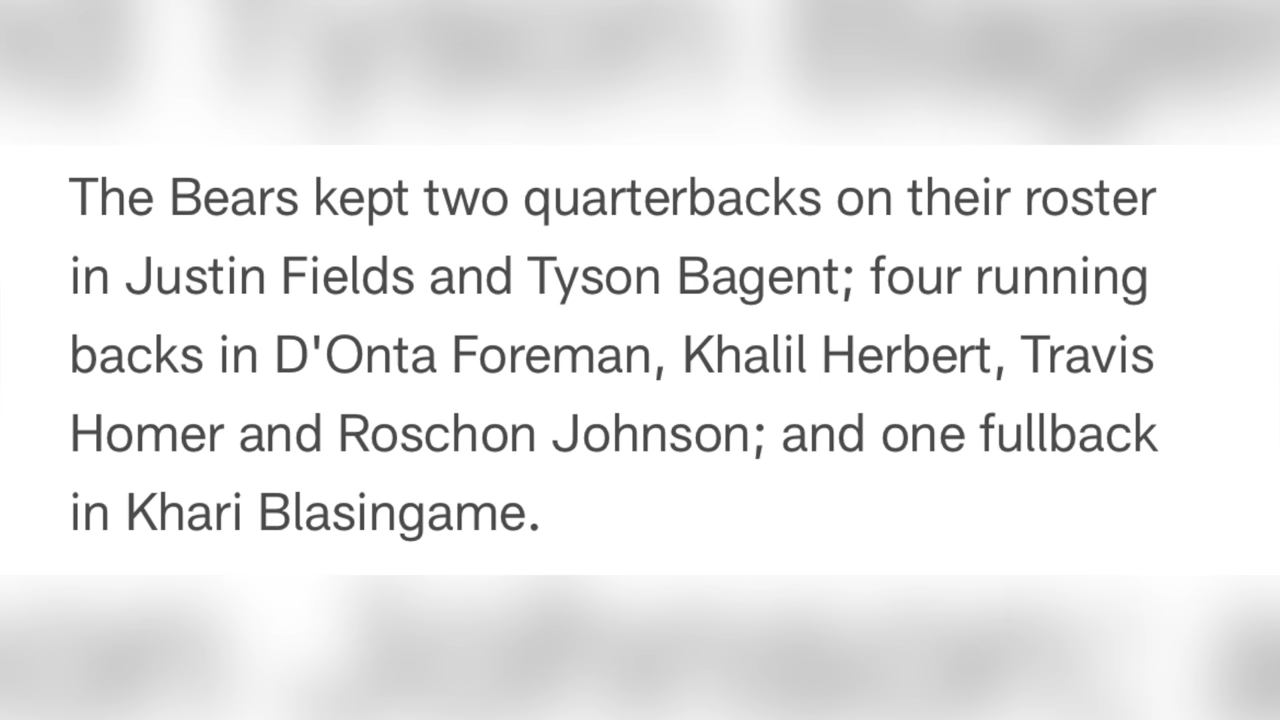 The Bears kept two quarterbacks on their roster
in Justin Fields and Tyson Bagent; four running
backs in D'Onta Foreman, Khalil Herbert, Travis
Homer and Roschon Johnson; and one fullback
in Khari Blasingame.